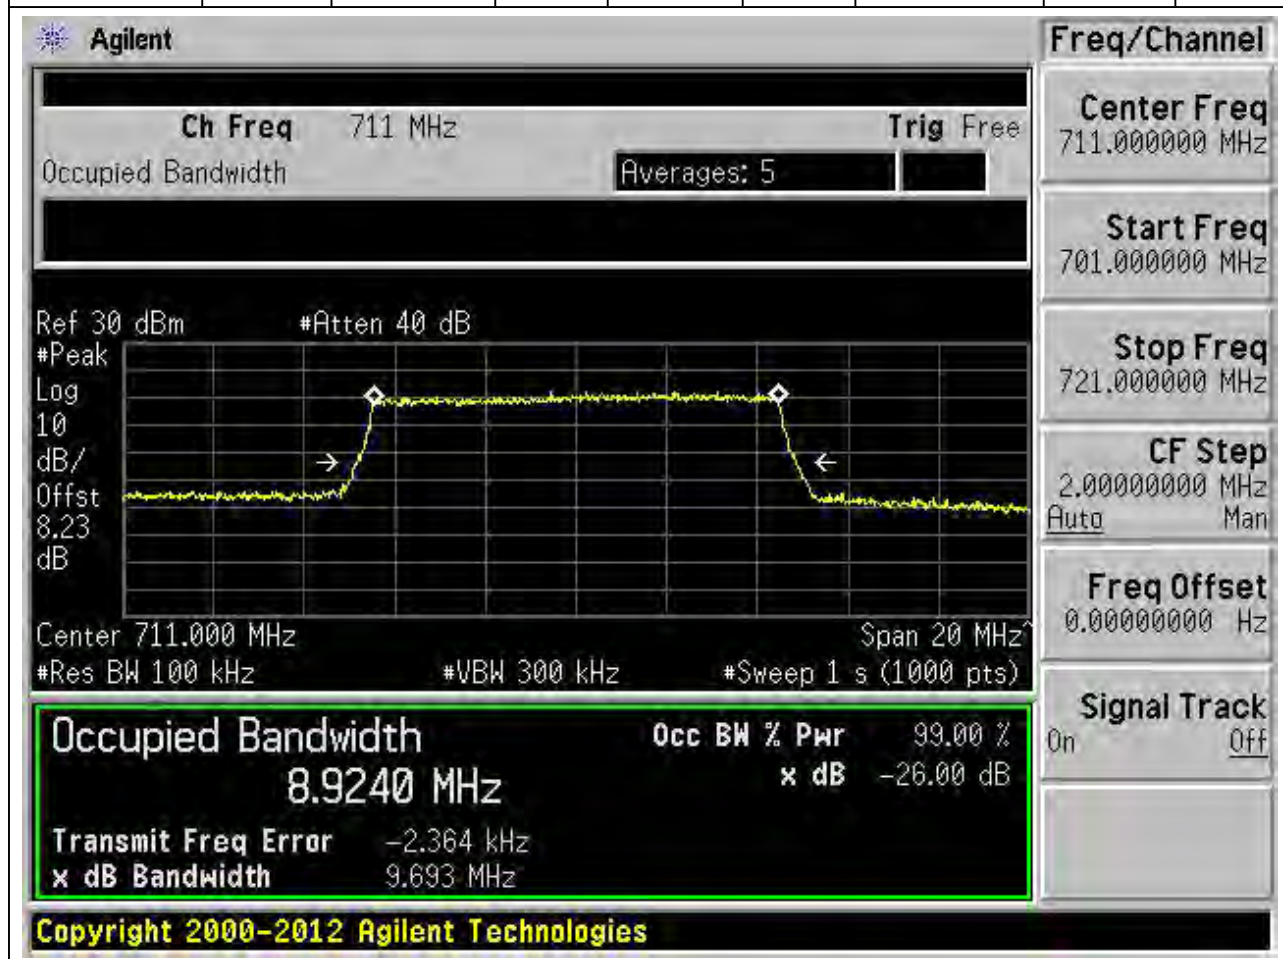 Agilent
Freq/Channel
Ch Freq 711 MHz Trig Free
Occupied Bandwidth Averages: 5
Center Freq
711.000000 MHz
Start Freq
701.000000 MHz
Stop Freq
721.000000 MHz
CF Step
2.00000000 MHz
Auto Man
Freq Offset
0.00000000 Hz
Signal Track
On Off
Ref 30 dBm #Atten 40 dB
#Peak
Log
10
dB/
Offst
8.23
dB
Center 711.000 MHz Span 20 MHz^
#Res BW 100 kHz #VBW 300 kHz #Sweep 1 s (1000 pts)
Occupied Bandwidth Occ BW % Pwr 99.00 %
8.9240 MHz x dB -26.00 dB
Transmit Freq Error -2.364 kHz
x dB Bandwidth 9.693 MHz
Copyright 2000-2012 Agilent Technologies